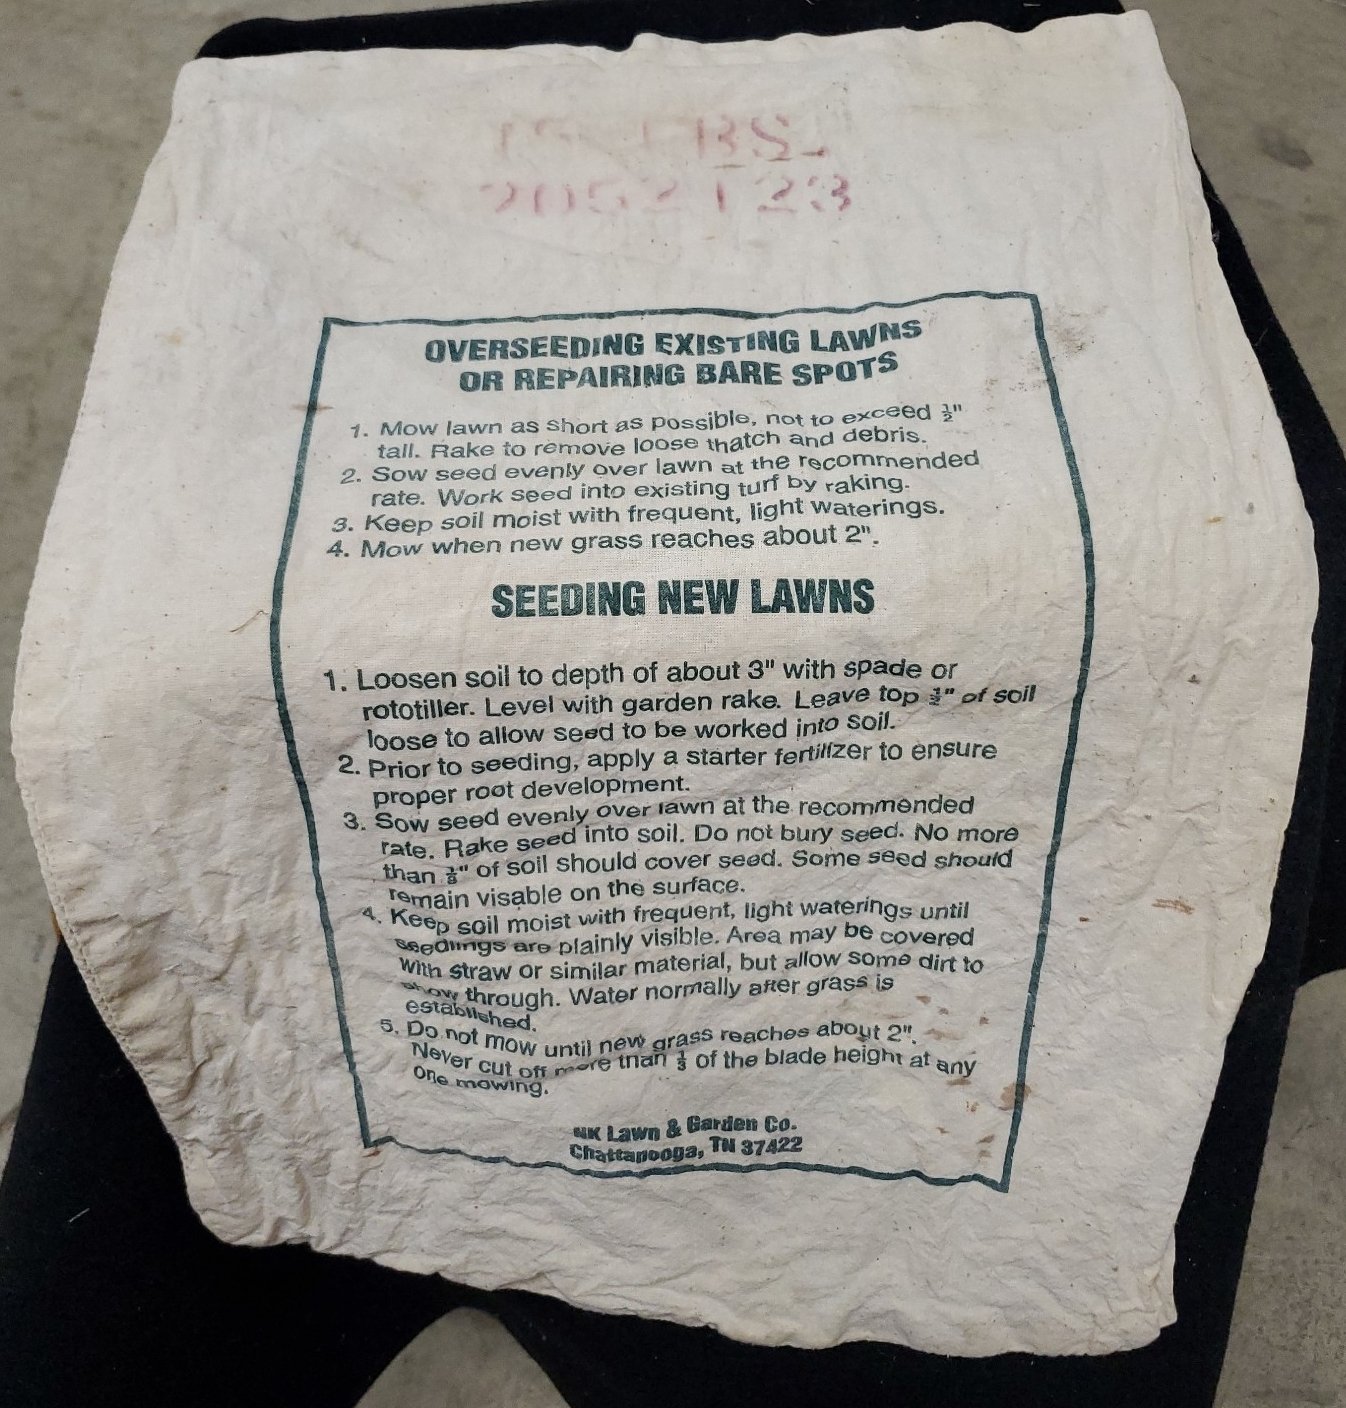 LBS.
2052123
OVERSEEDING EXISTING LAWNS
OR REPAIRING BARE SPOTS
1. Mow lawn as short as possible, not to exceed ½"
tall. Rake to remove loose thatch and debris.
2. Sow seed evenly over lawn at the recommended
rate. Work seed into existing turf by raking.
3. Keep soil moist with frequent, light waterings.
4. Mow when new grass reaches about 2".
SEEDING NEW LAWNS
1. Loosen soil to depth of about 3" with spade or
rototiller. Level with garden rake. Leave top ½" of soil
loose to allow seed to be worked into soil.
2. Prior to seeding, apply a starter fertilizer to ensure
proper root development.
3. Sow seed evenly over lawn at the recommended
rate. Rake seed into soil. Do not bury seed. No more
than ⅜" of soil should cover seed. Some seed should
remain visable on the surface.
4. Keep soil moist with frequent, light waterings until
seedlings are plainly visible. Area may be covered
with straw or similar material, but allow some dirt to
show through. Water normally after grass is
established.
5. Do not mow until new grass reaches about 2".
Never cut off more than ⅓ of the blade height at any
one mowing.
NK Lawn & Garden Co.
Chattanooga, TN 37422